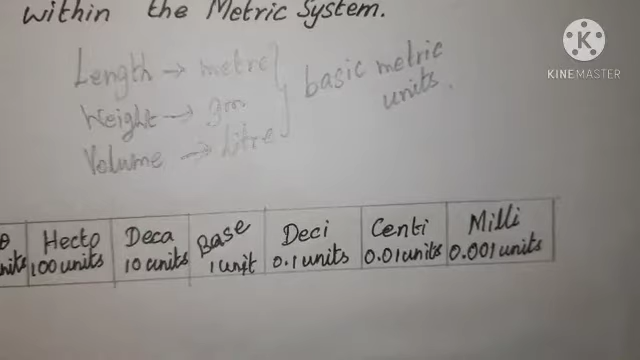 within the Metric System.
KINEMASTER
Length → metre
Weight → gm
Volume → litre
basic metric
units.
Hecto
100 units
Deca
10 units
Base
1 unit
Deci
0.1 units
Centi
0.01 units
Milli
0.001 units